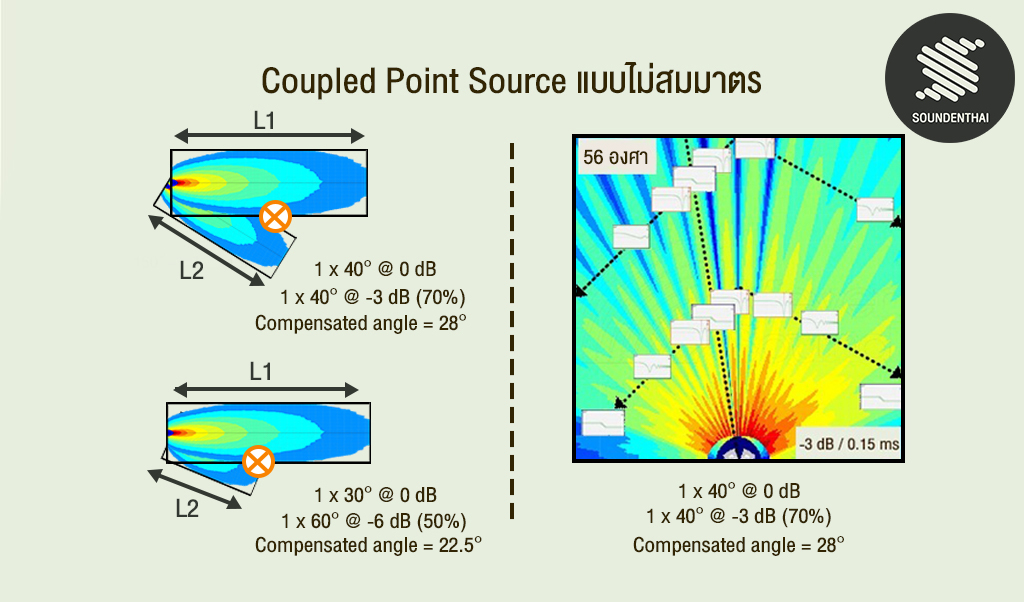 Coupled Point Source แบบไม่สมมาตร
SOUNDENTHAI
L1
L2
1 x 40° @ 0 dB
1 x 40° @ -3 dB (70%)
Compensated angle = 28°
L1
L2
1 x 30° @ 0 dB
1 x 60° @ -6 dB (50%)
Compensated angle = 22.5°
56 องศา
-3 dB / 0.15 ms
1 x 40° @ 0 dB
1 x 40° @ -3 dB (70%)
Compensated angle = 28°